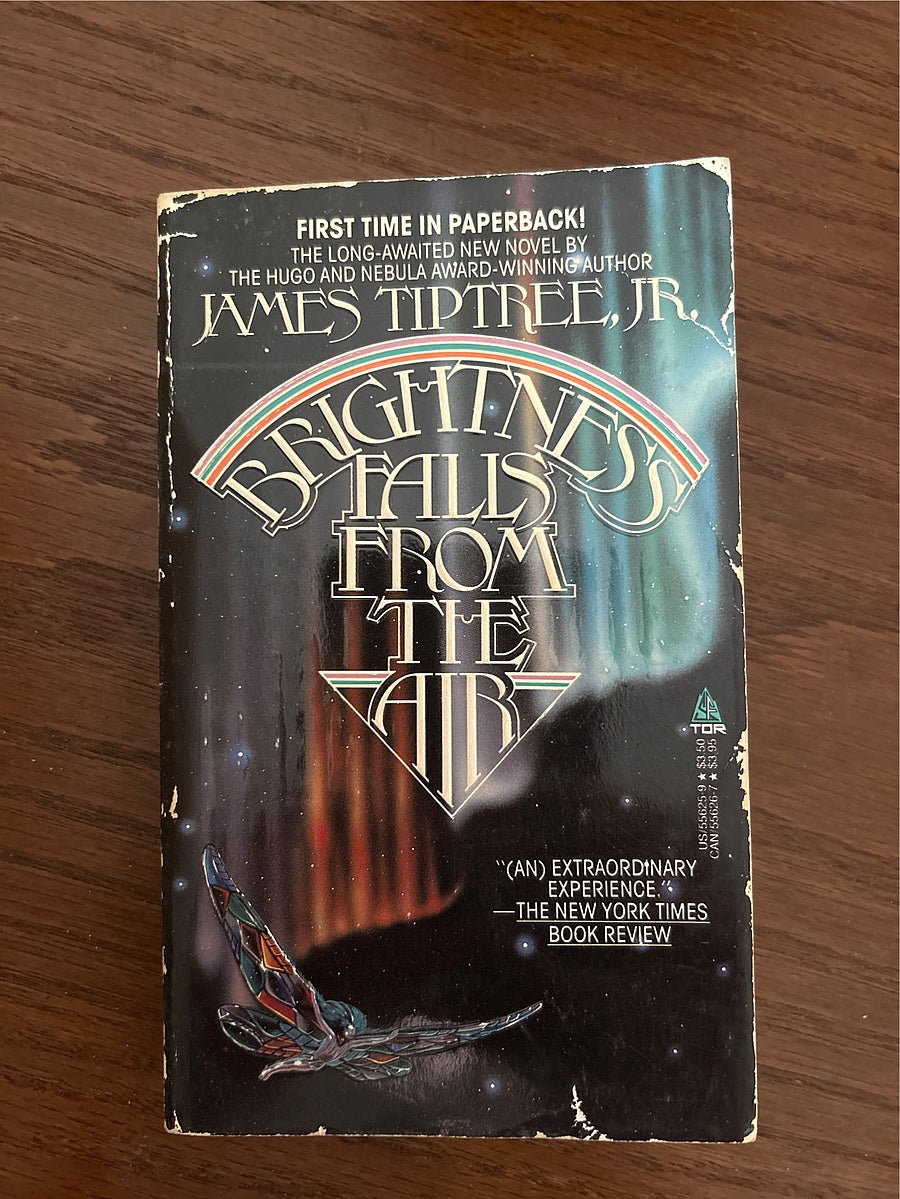 FIRST TIME IN PAPERBACK!
THE LONG-AWAITED NEW NOVEL BY
THE HUGO AND NEBULA AWARD-WINNING AUTHOR
JAMES TIPTREE, JR.
BRIGHTNESS
FALLS
FROM
THE
AIR
TOR
US/55625-9 ★ $3.50
CAN 55626-7 ★ $3.95
"(AN) EXTRAORDINARY
EXPERIENCE."
—THE NEW YORK TIMES
BOOK REVIEW